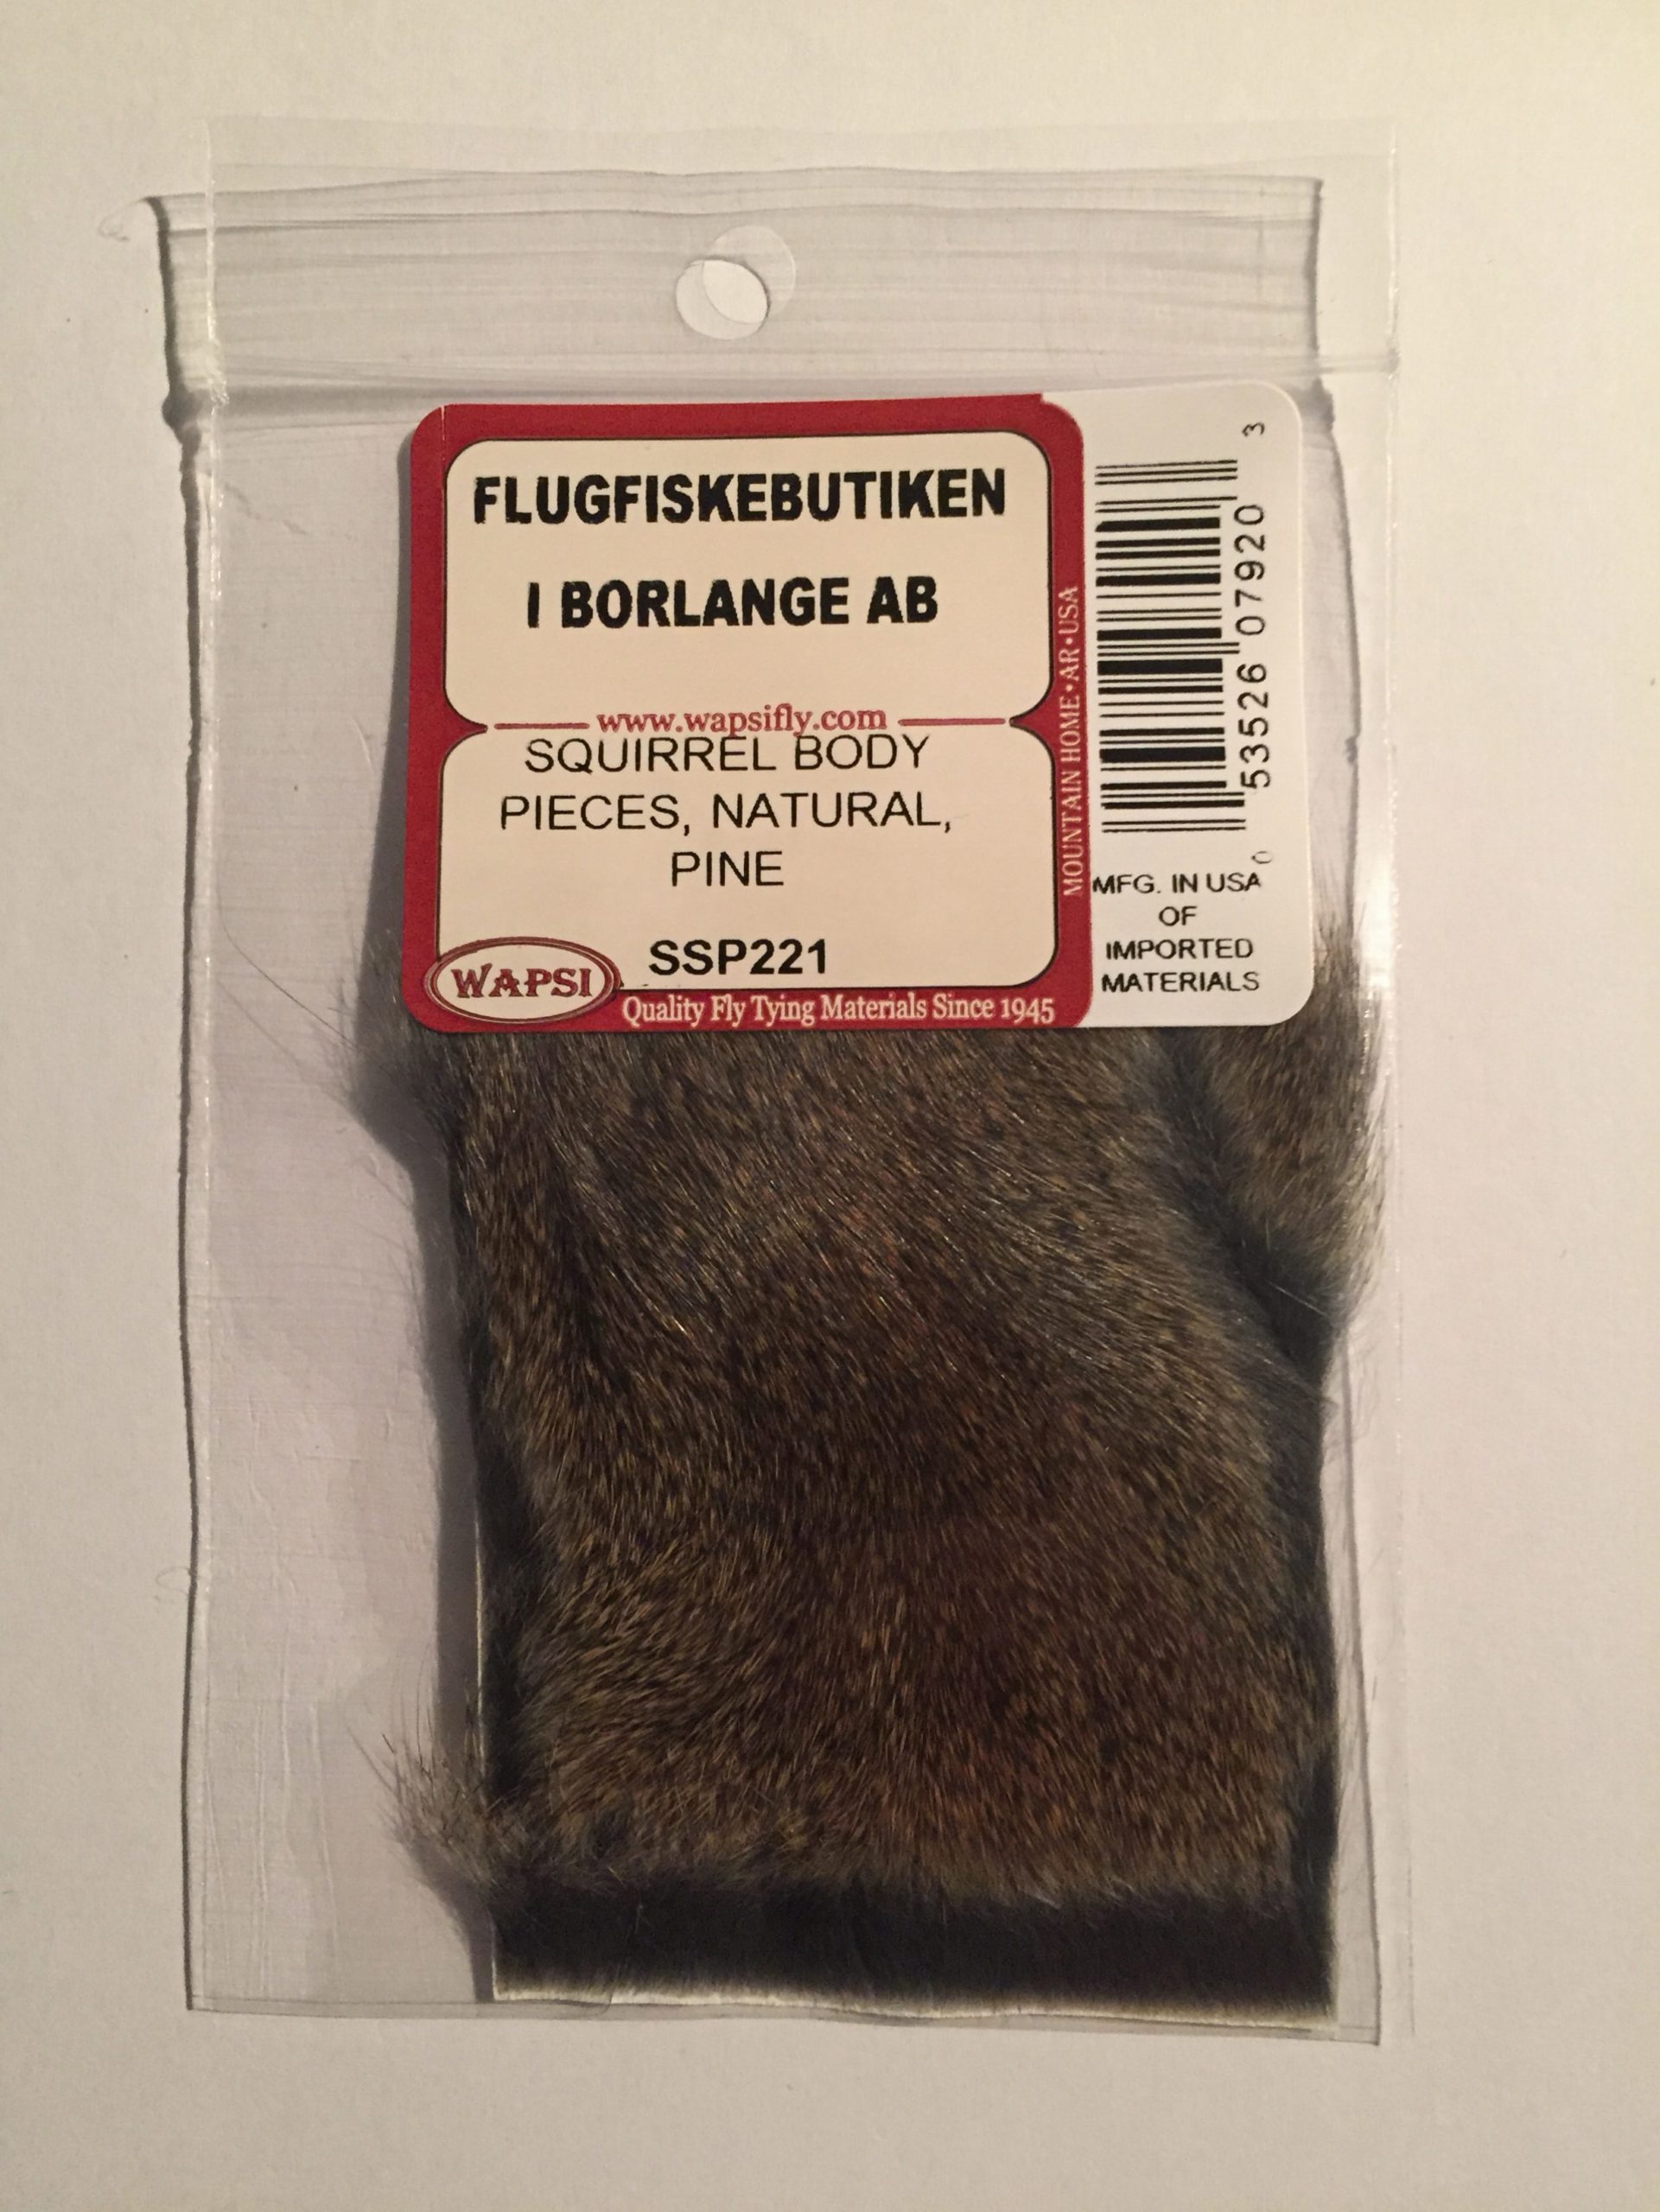 FLUGFISKEBUTIKEN
I BORLANGE AB
www.wapsifly.com
SQUIRREL BODY
PIECES, NATURAL,
PINE
SSP221
WAPSI
Quality Fly Tying Materials Since 1945
MOUNTAIN HOME•AR•USA
0 53526 07920 3
MFG. IN USA
OF
IMPORTED
MATERIALS